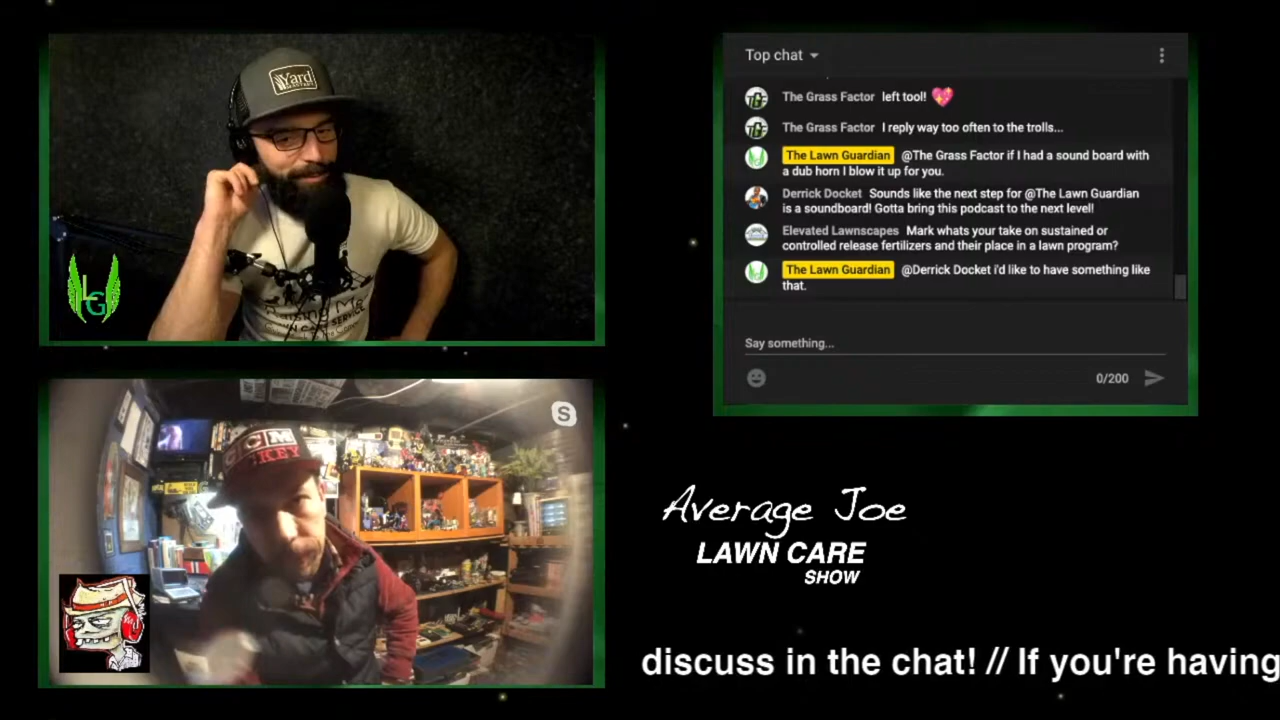 Yard
LG
CCM
KEY
S
Top chat
The Grass Factor left tool! 💖
The Grass Factor I reply way too often to the trolls...
The Lawn Guardian @The Grass Factor if I had a sound board with
a dub horn I blow it up for you.
Derrick Docket Sounds like the next step for @The Lawn Guardian
is a soundboard! Gotta bring this podcast to the next level!
Elevated Lawnscapes Mark whats your take on sustained or
controlled release fertilizers and their place in a lawn program?
The Lawn Guardian @Derrick Docket i'd like to have something like
that.
Say something...
0/200
Average Joe
LAWN CARE
SHOW
discuss in the chat! // If you're having